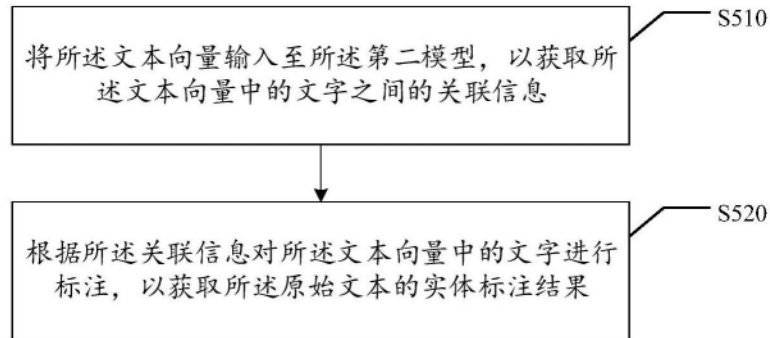 S510
将所述文本向量输入至所述第二模型，以获取所
述文本向量中的文字之间的关联信息
S520
根据所述关联信息对所述文本向量中的文字进行
标注，以获取所述原始文本的实体标注结果